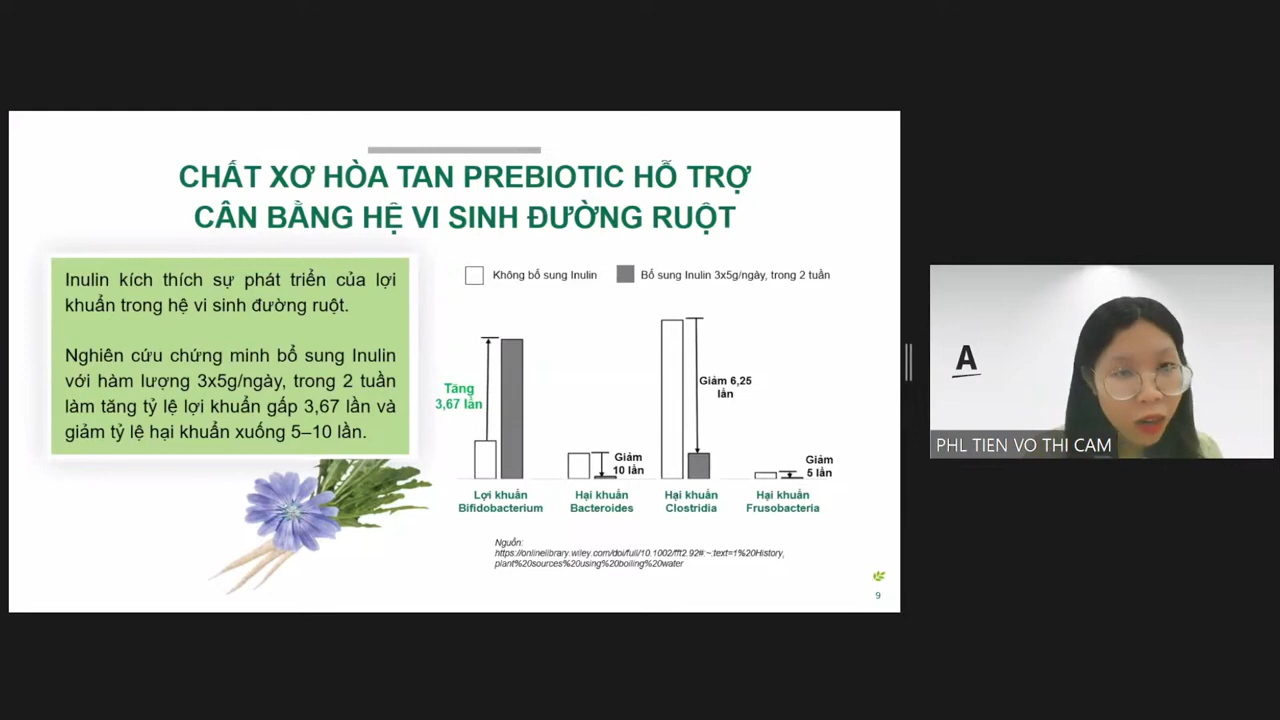 CHẤT XƠ HÒA TAN PREBIOTIC HỖ TRỢ
CÂN BẰNG HỆ VI SINH ĐƯỜNG RUỘT
Inulin kích thích sự phát triển của lợi
khuẩn trong hệ vi sinh đường ruột.
Nghiên cứu chứng minh bổ sung Inulin
với hàm lượng 3x5g/ngày, trong 2 tuần
làm tăng tỷ lệ lợi khuẩn gấp 3,67 lần và
giảm tỷ lệ hại khuẩn xuống 5–10 lần.
Không bổ sung Inulin
Bổ sung Inulin 3x5g/ngày, trong 2 tuần
Tăng
3,67 lần
Giảm
10 lần
Giảm 6,25
lần
Giảm
5 lần
Lợi khuẩn
Bifidobacterium
Hại khuẩn
Bacteroides
Hại khuẩn
Clostridia
Hại khuẩn
Frusobacteria
Nguồn:
https://onlinelibrary.wiley.com/doi/full/10.1002/fft2.92#:~:text=1%20History,
plant%20sources%20using%20boiling%20water
9
A
PHL TIEN VO THI CAM